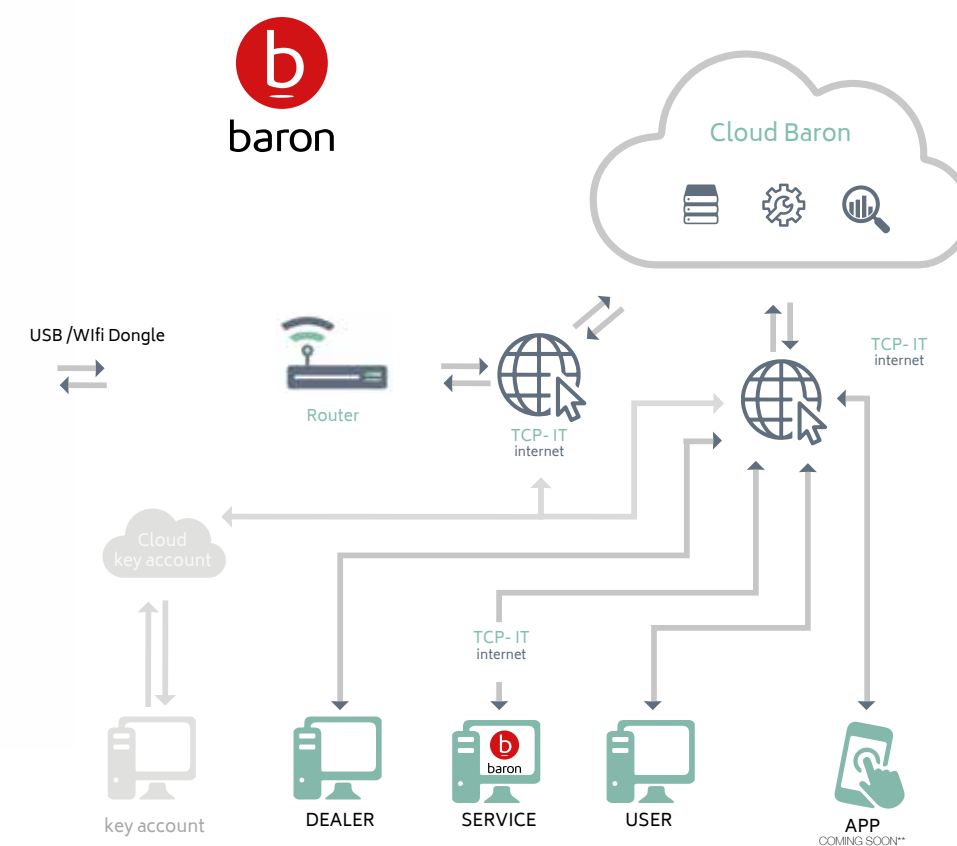 b
baron
Cloud Baron
USB /WIfi Dongle
TCP- IT
internet
Router
TCP- IT
internet
Cloud
key account
TCP- IT
internet
b
baron
key account
DEALER
SERVICE
USER
APP
COMING SOON**